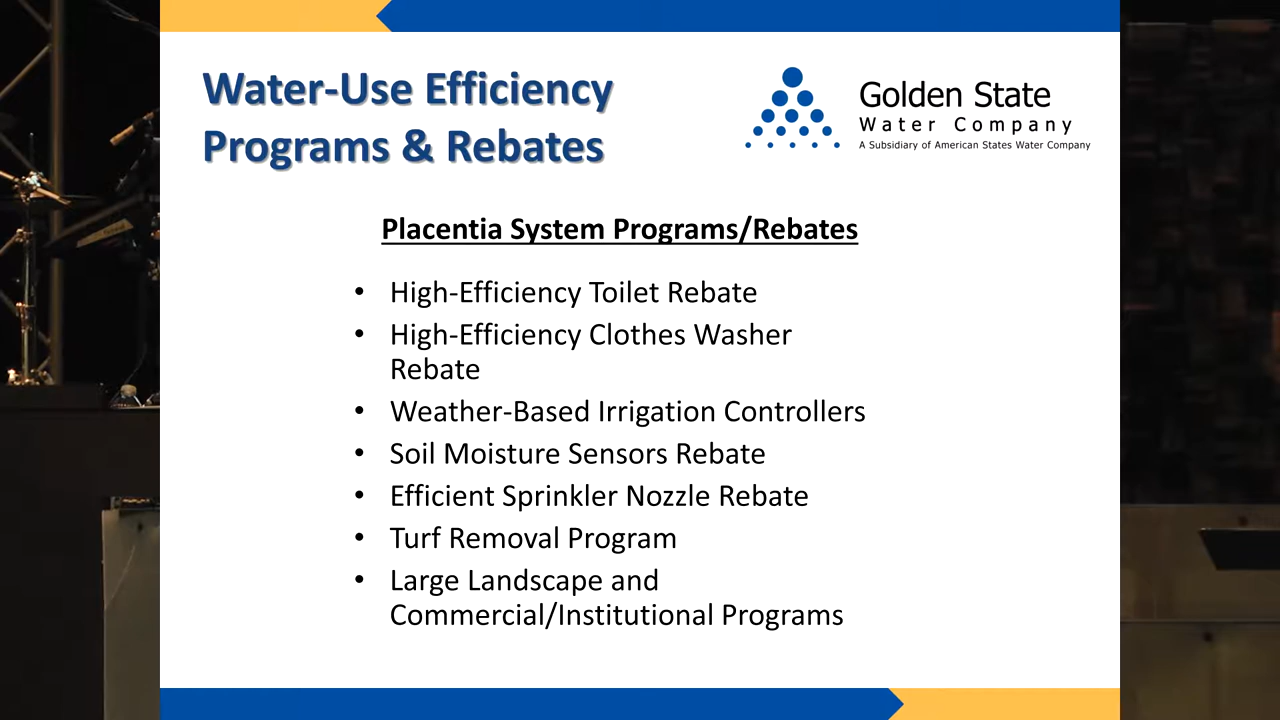 Water-Use Efficiency
Programs & Rebates
Golden State
Water Company
A Subsidiary of American States Water Company
Placentia System Programs/Rebates
• High-Efficiency Toilet Rebate
• High-Efficiency Clothes Washer
Rebate
• Weather-Based Irrigation Controllers
• Soil Moisture Sensors Rebate
• Efficient Sprinkler Nozzle Rebate
• Turf Removal Program
• Large Landscape and
Commercial/Institutional Programs